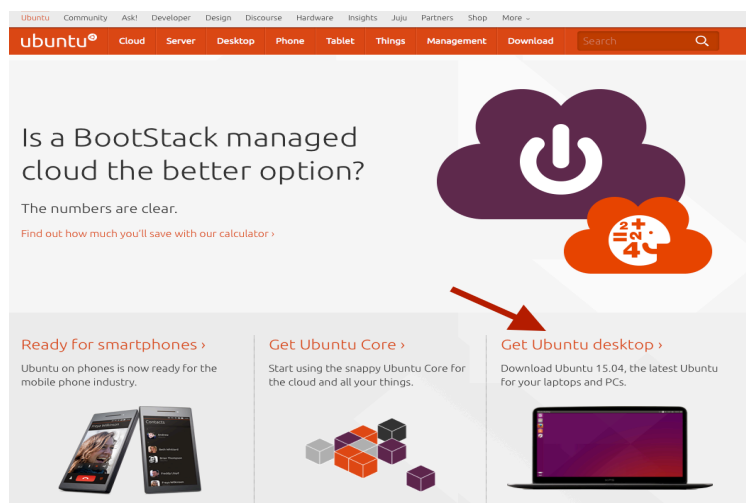 Ubuntu Community Ask! Developer Design Discourse Hardware Insights Juju Partners Shop More
ubuntu® Cloud Server Desktop Phone Tablet Things Management Download Search
Is a BootStack managed
cloud the better option?
The numbers are clear.
Find out how much you'll save with our calculator ›
2+
=2
4
Ready for smartphones ›
Ubuntu on phones is now ready for the
mobile phone industry.
Contacts
Get Ubuntu Core ›
Start using the snappy Ubuntu Core for
the cloud and all your things.
Get Ubuntu desktop ›
Download Ubuntu 15.04, the latest Ubuntu
for your laptops and PCs.